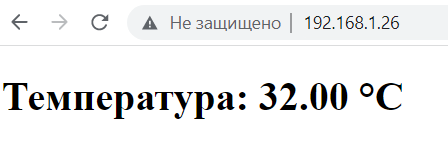 Не защищено | 192.168.1.26
Температура: 32.00 °C